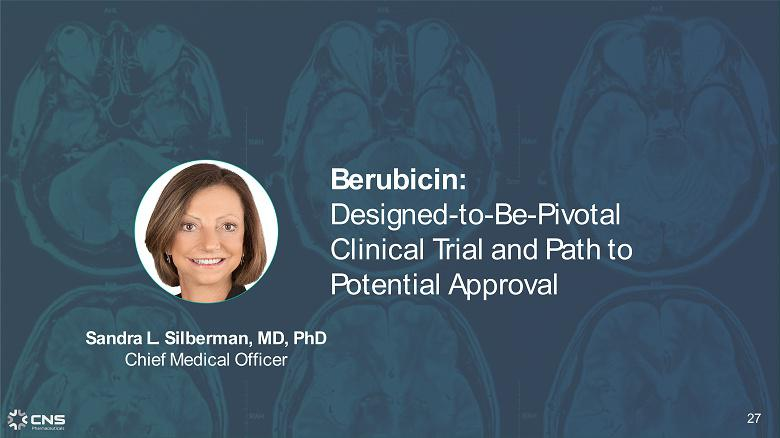 Berubicin:
Designed-to-Be-Pivotal
Clinical Trial and Path to
Potential Approval
Sandra L. Silberman, MD, PhD
Chief Medical Officer
CNS
Pharmaceuticals
27